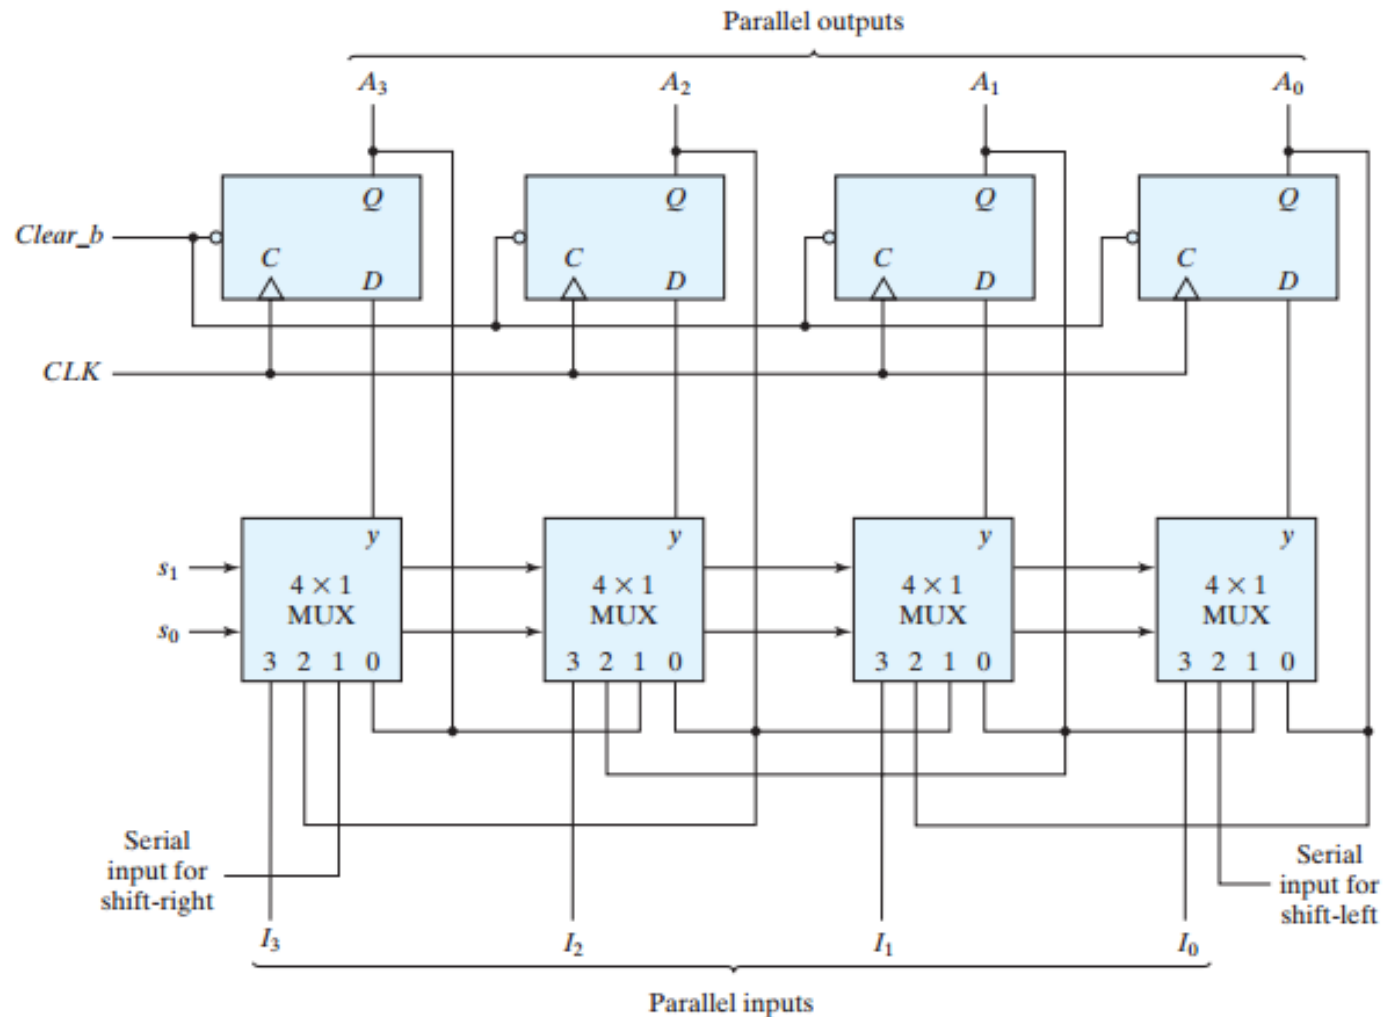 Parallel outputs
A3 A2 A1 A0
Q Q Q Q
Clear_b
C C C C
D D D D
CLK
y y y y
s1
4 × 1 4 × 1 4 × 1 4 × 1
MUX MUX MUX MUX
s0
3 2 1 0 3 2 1 0 3 2 1 0 3 2 1 0
Serial
input for
shift-right
Serial
input for
shift-left
I3 I2 I1 I0
Parallel inputs